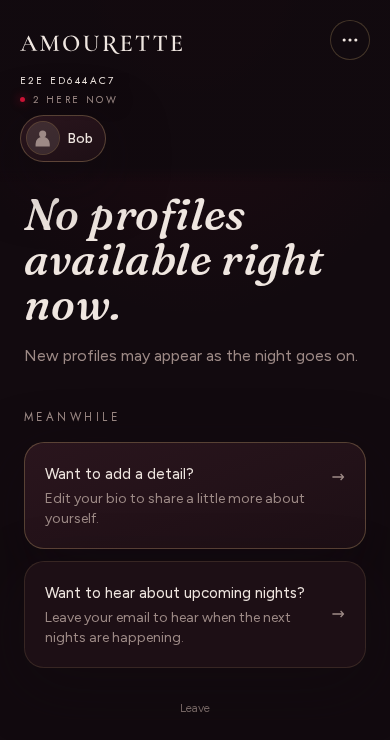 AMOURETTE
E2E ED644AC7
2 HERE NOW
Bob
No profiles
available right
now.
New profiles may appear as the night goes on.
MEANWHILE
Want to add a detail?
→
Edit your bio to share a little more about
yourself.
Want to hear about upcoming nights?
Leave your email to hear when the next
→
nights are happening.
Leave